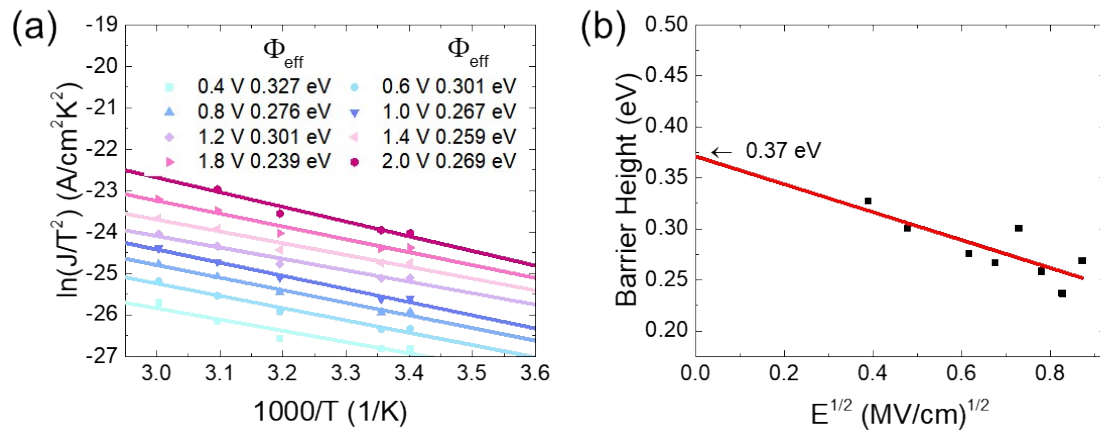 (a)
Φeff Φeff
0.4 V 0.327 eV 0.6 V 0.301 eV
0.8 V 0.276 eV 1.0 V 0.267 eV
1.2 V 0.301 eV 1.4 V 0.259 eV
1.8 V 0.239 eV 2.0 V 0.269 eV
ln(J/T²) (A/cm²K²)
-19
-20
-21
-22
-23
-24
-25
-26
-27
3.0 3.1 3.2 3.3 3.4 3.5 3.6
1000/T (1/K)
(b)
Barrier Height (eV)
0.50
0.45
0.40
0.35
0.30
0.25
0.20
← 0.37 eV
0.0 0.2 0.4 0.6 0.8
E^1/2 (MV/cm)^1/2